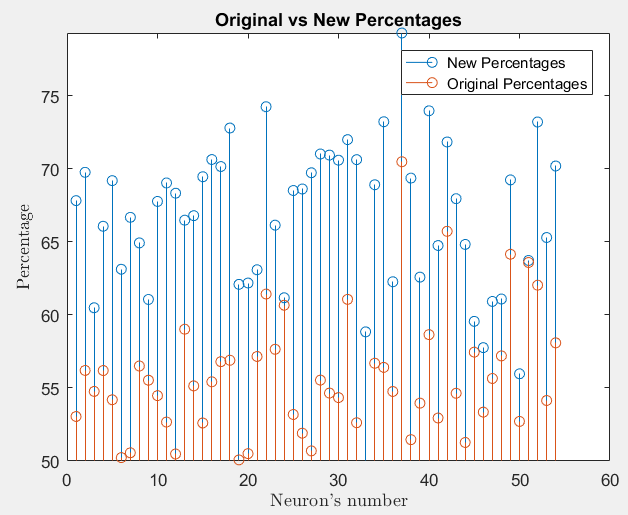 Original vs New Percentages
New Percentages
Original Percentages
Percentage
75
70
65
60
55
50
0 10 20 30 40 50 60
Neuron's number